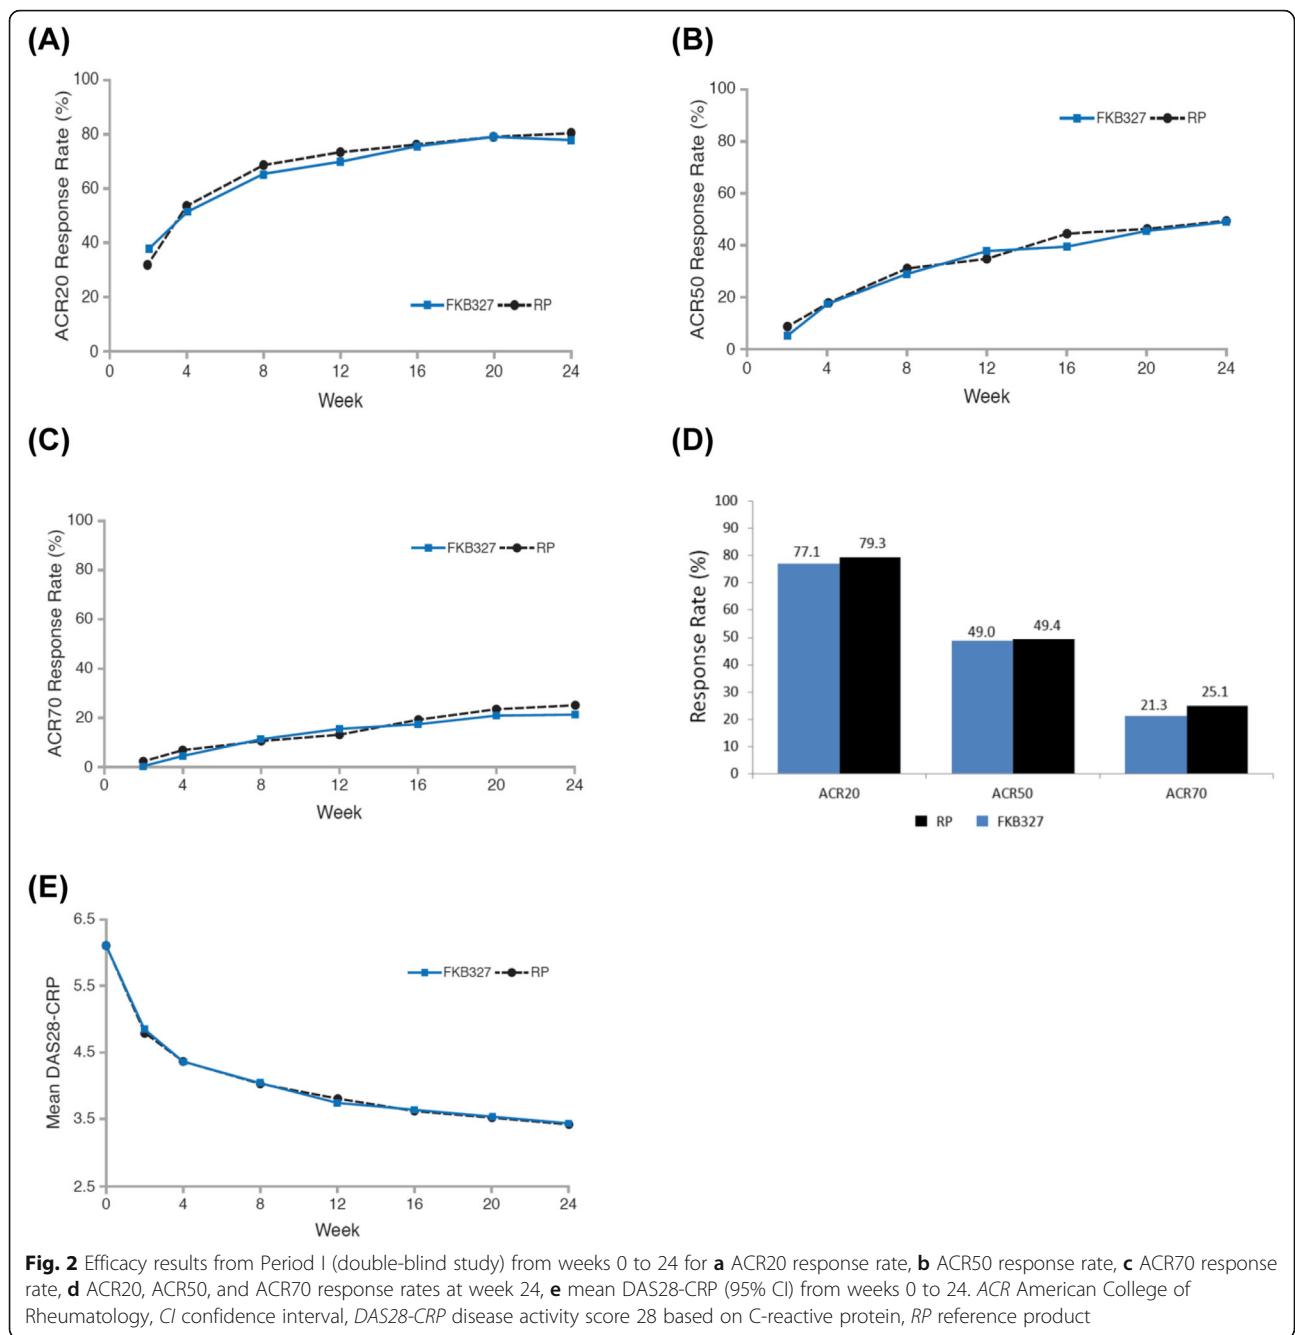 (A)
100
80
60
40
20
0
ACR20 Response Rate (%)
FKB327 RP
0 4 8 12 16 20 24
Week
(B)
100
80
60
40
20
0
ACR50 Response Rate (%)
FKB327 RP
0 4 8 12 16 20 24
Week
(C)
100
80
60
40
20
0
ACR70 Response Rate (%)
FKB327 RP
0 4 8 12 16 20 24
Week
(D)
100
90
80
70
60
50
40
30
20
10
0
Response Rate (%)
77.1 79.3
49.0 49.4
21.3 25.1
ACR20 ACR50 ACR70
RP FKB327
(E)
6.5
5.5
4.5
3.5
2.5
Mean DAS28-CRP
FKB327 RP
0 4 8 12 16 20 24
Week
Fig. 2 Efficacy results from Period I (double-blind study) from weeks 0 to 24 for a ACR20 response rate, b ACR50 response rate, c ACR70 response
rate, d ACR20, ACR50, and ACR70 response rates at week 24, e mean DAS28-CRP (95% CI) from weeks 0 to 24. ACR American College of
Rheumatology, CI confidence interval, DAS28-CRP disease activity score 28 based on C-reactive protein, RP reference product